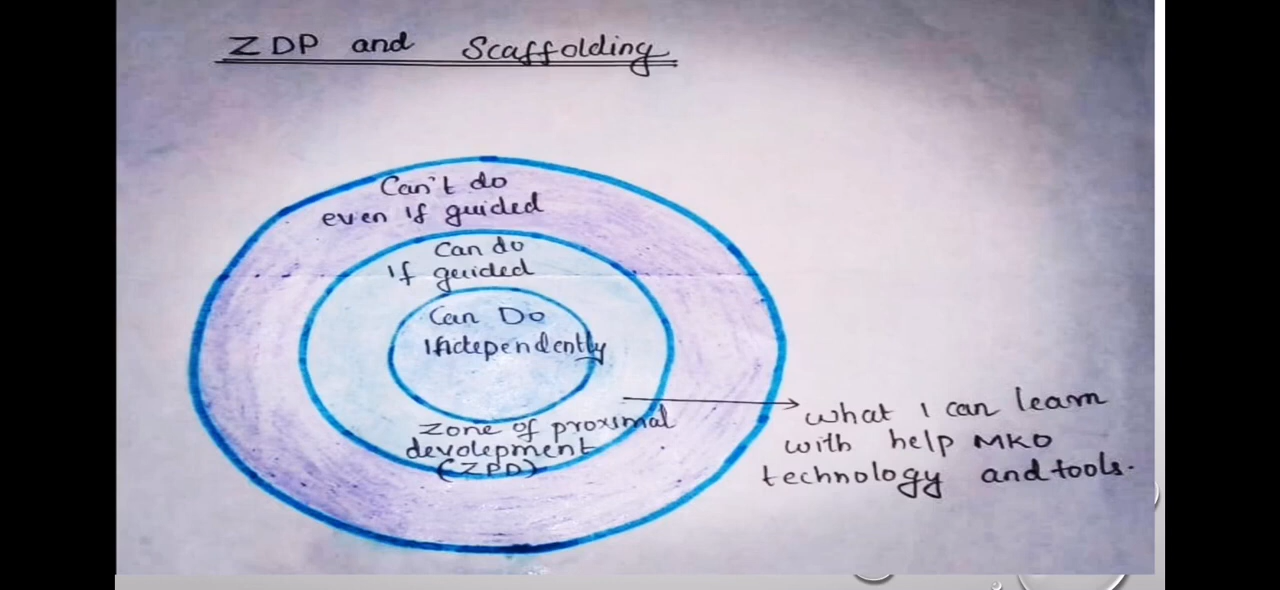 ZDP and Scaffolding
Can't do
even if guided
Can do
If guided
Can Do
Independently
Zone of proximal
devolepment
(ZPD)
what I can learn
with help MKO
technology and tools.